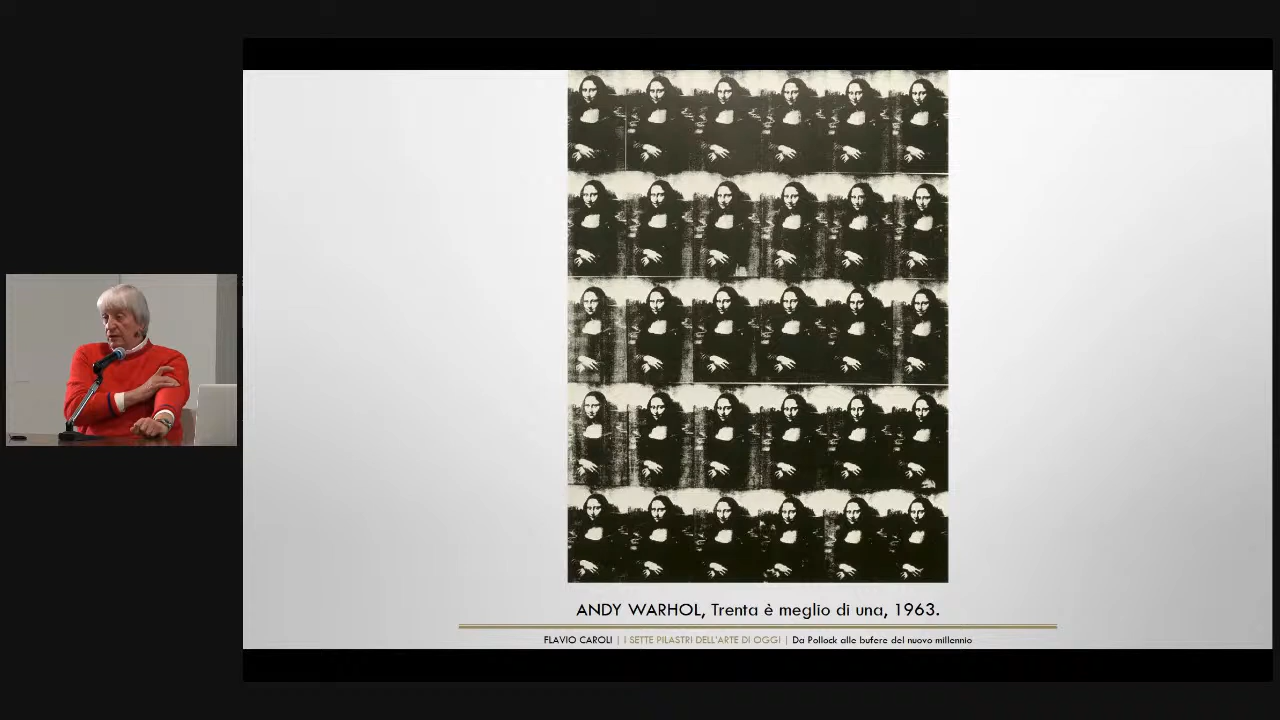 ANDY WARHOL, Trenta è meglio di una, 1963.
FLAVIO CAROLI | I SETTE PILASTRI DELL'ARTE DI OGGI | Da Pollock alle bufere del nuovo millennio